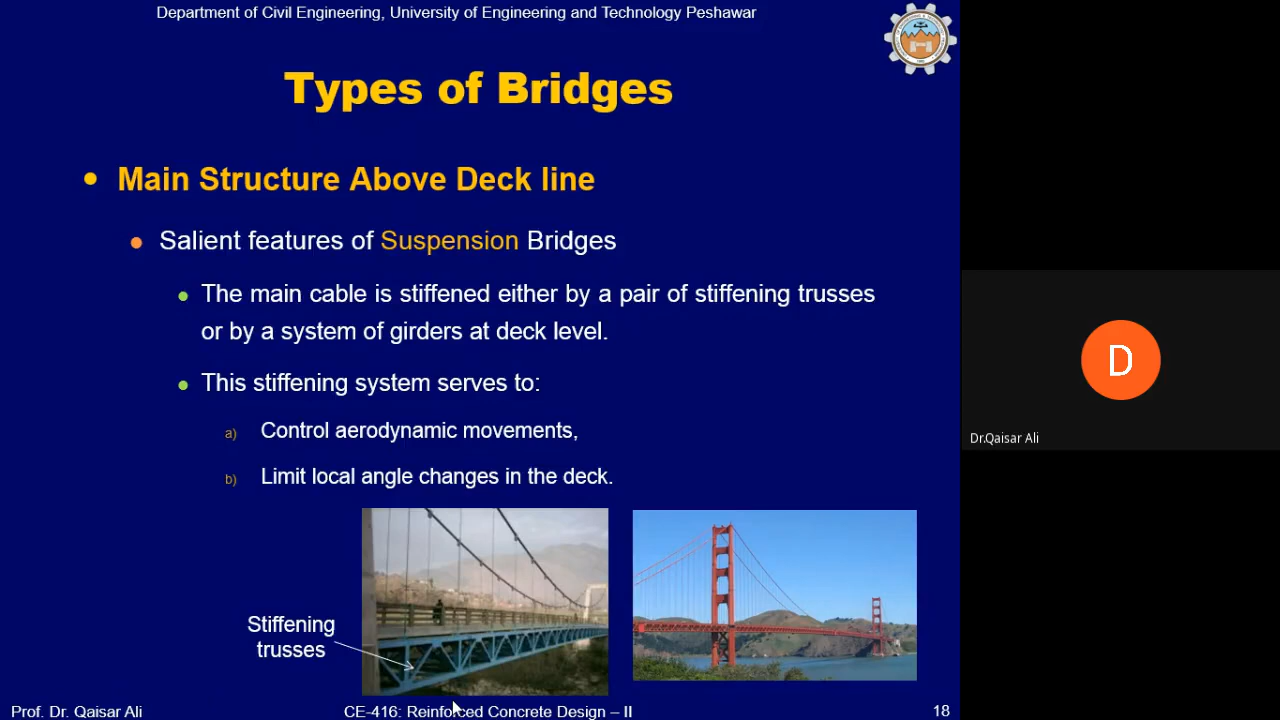 Department of Civil Engineering, University of Engineering and Technology Peshawar
Types of Bridges
• Main Structure Above Deck line
• Salient features of Suspension Bridges
• The main cable is stiffened either by a pair of stiffening trusses
or by a system of girders at deck level.
• This stiffening system serves to:
a) Control aerodynamic movements,
b) Limit local angle changes in the deck.
Stiffening
trusses
Prof. Dr. Qaisar Ali
CE-416: Reinforced Concrete Design – II
18
D
Dr.Qaisar Ali